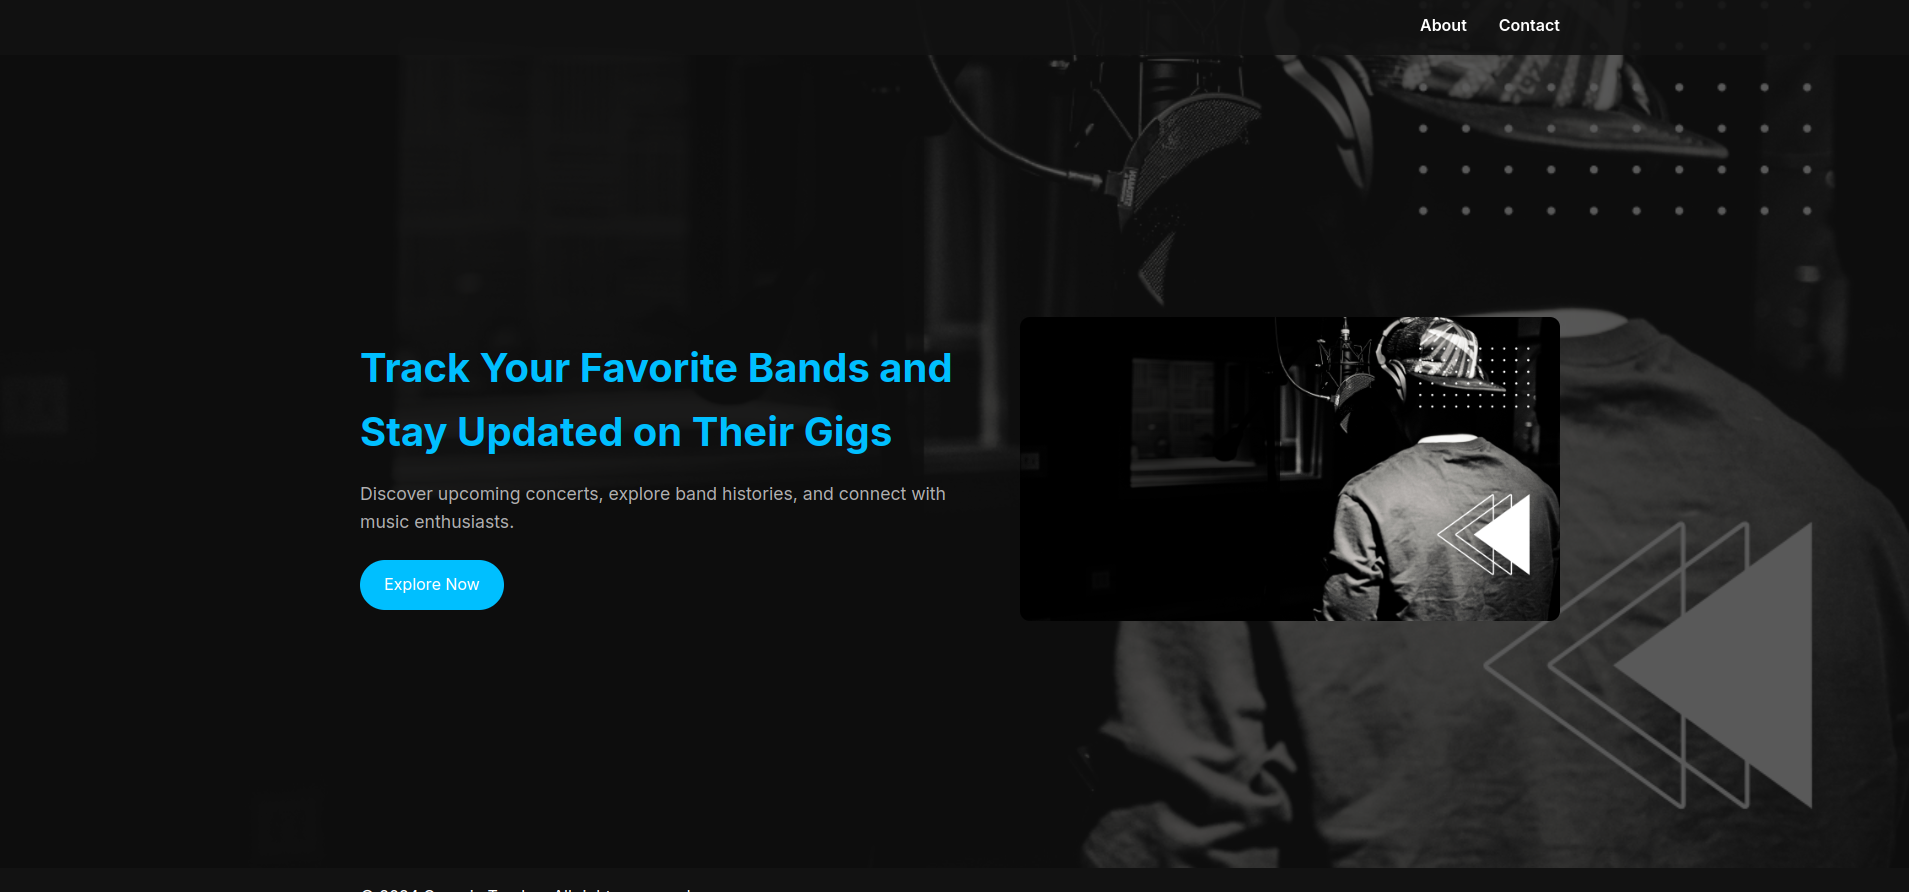 About Contact
Track Your Favorite Bands and
Stay Updated on Their Gigs
Discover upcoming concerts, explore band histories, and connect with
music enthusiasts.
Explore Now